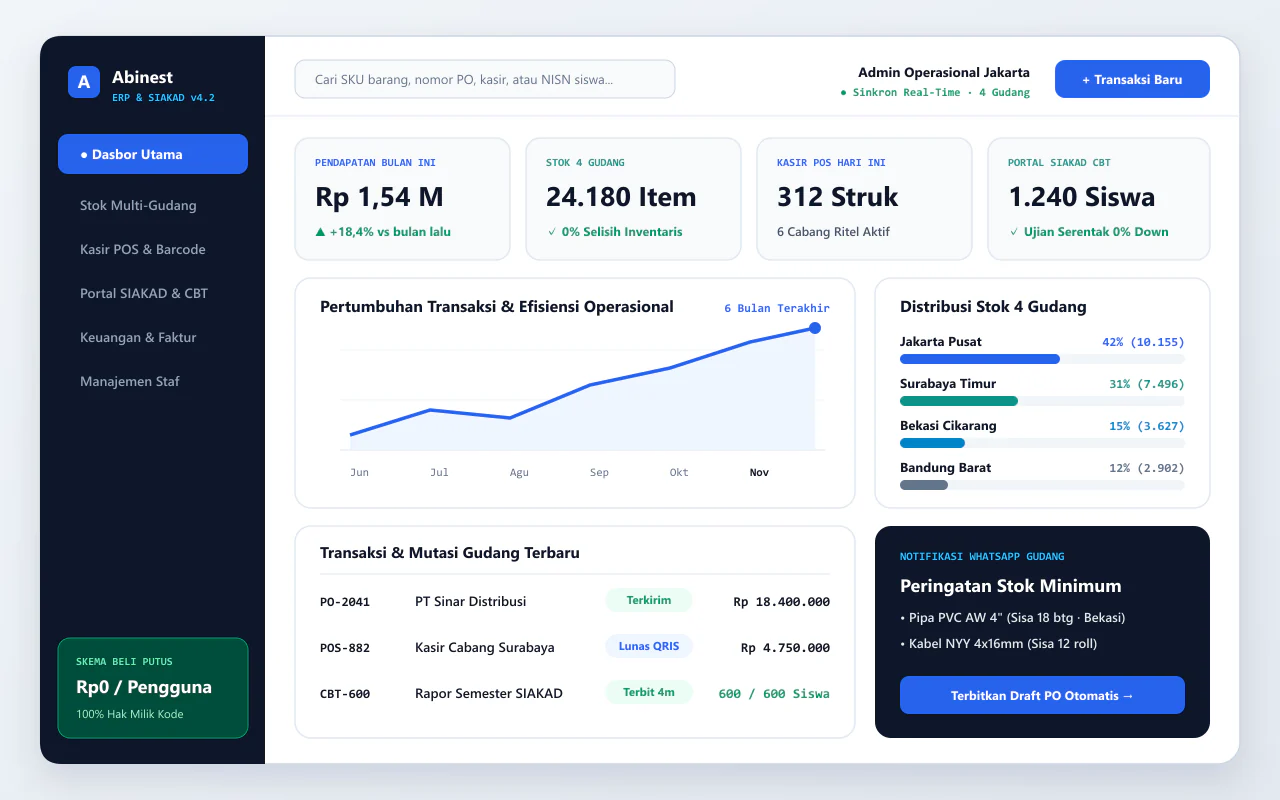 A
Abinest
ERP & SIAKAD v4.2
● Dasbor Utama
Stok Multi-Gudang
Kasir POS & Barcode
Portal SIAKAD & CBT
Keuangan & Faktur
Manajemen Staf
SKEMA BELI PUTUS
Rp0 / Pengguna
100% Hak Milik Kode
Cari SKU barang, nomor PO, kasir, atau NISN siswa...
Admin Operasional Jakarta
● Sinkron Real-Time · 4 Gudang
+ Transaksi Baru
PENDAPATAN BULAN INI
Rp 1,54 M
▲ +18,4% vs bulan lalu
STOK 4 GUDANG
24.180 Item
✓ 0% Selisih Inventaris
KASIR POS HARI INI
312 Struk
6 Cabang Ritel Aktif
PORTAL SIAKAD CBT
1.240 Siswa
✓ Ujian Serentak 0% Down
Pertumbuhan Transaksi & Efisiensi Operasional
6 Bulan Terakhir
Jun Jul Agu Sep Okt Nov
Distribusi Stok 4 Gudang
Jakarta Pusat 42% (10.155)
Surabaya Timur 31% (7.496)
Bekasi Cikarang 15% (3.627)
Bandung Barat 12% (2.902)
Transaksi & Mutasi Gudang Terbaru
PO-2041 PT Sinar Distribusi Terkirim Rp 18.400.000
POS-882 Kasir Cabang Surabaya Lunas QRIS Rp 4.750.000
CBT-600 Rapor Semester SIAKAD Terbit 4m 600 / 600 Siswa
NOTIFIKASI WHATSAPP GUDANG
Peringatan Stok Minimum
• Pipa PVC AW 4" (Sisa 18 btg · Bekasi)
• Kabel NYY 4x16mm (Sisa 12 roll)
Terbitkan Draft PO Otomatis →